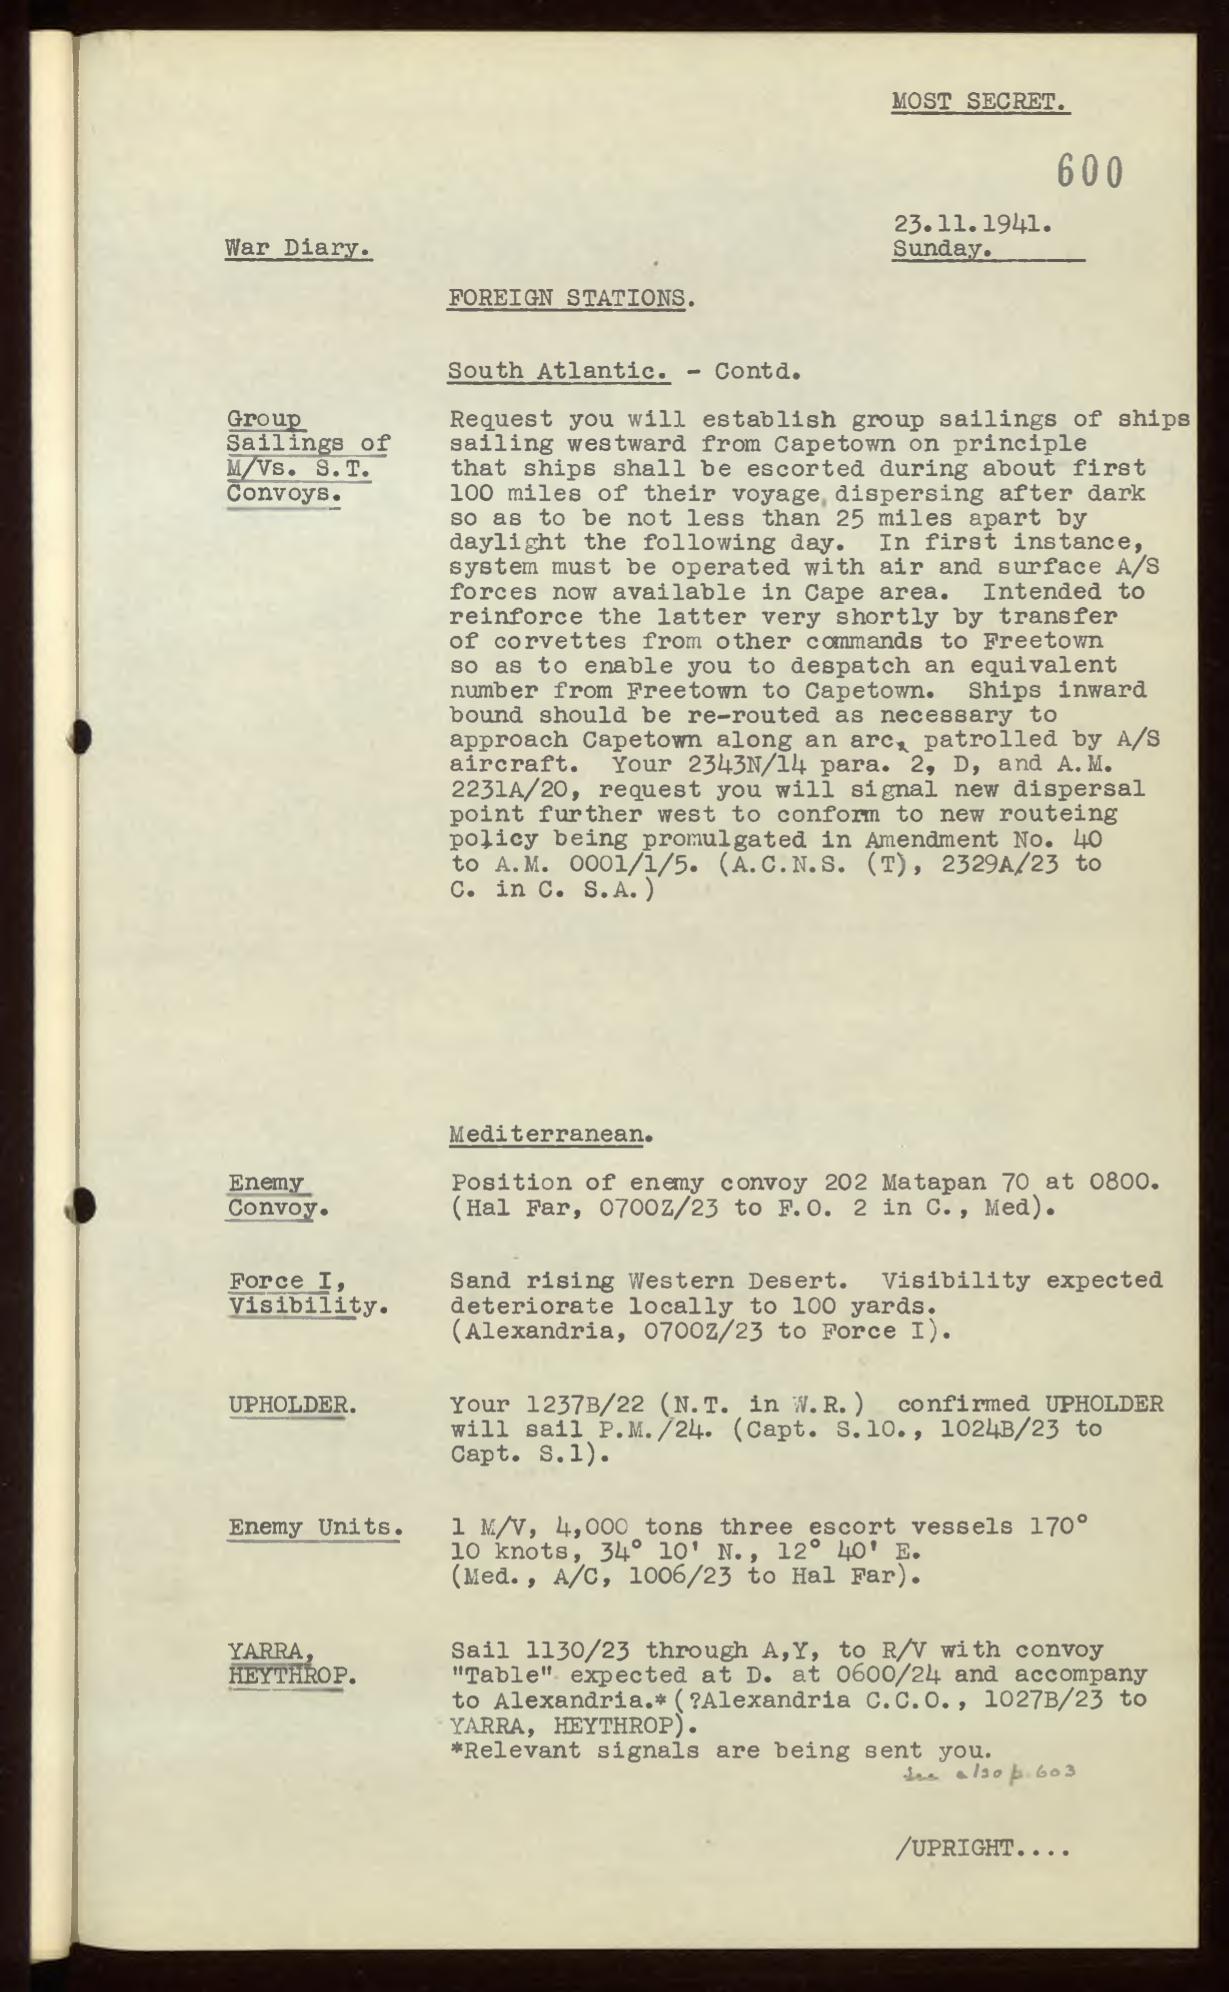 MOST SECRET.
600
23.11.1941.
War Diary.
Sunday.
FOREIGN STATIONS.
South Atlantic. - Contd.
Group
Sailings of
M/Vs. S.T.
Convoys.
Request you will establish group sailings of ships
sailing westward from Capetown on principle
that ships shall be escorted during about first
100 miles of their voyage, dispersing after dark
so as to be not less than 25 miles apart by
daylight the following day. In first instance,
system must be operated with air and surface A/S
forces now available in Cape area. Intended to
reinforce the latter very shortly by transfer
of corvettes from other commands to Freetown
so as to enable you to despatch an equivalent
number from Freetown to Capetown. Ships inward
bound should be re-routed as necessary to
approach Capetown along an arc, patrolled by A/S
aircraft. Your 2343N/14 para. 2, D, and A.M.
2231A/20, request you will signal new dispersal
point further west to conform to new routeing
policy being promulgated in Amendment No. 40
to A.M. 0001/1/5. (A.C.N.S. (T), 2329A/23 to
C. in C. S.A.)
Mediterranean.
Enemy
Convoy.
Position of enemy convoy 202 Matapan 70 at 0800.
(Hal Far, 0700Z/23 to F.O. 2 in C., Med).
Force I,
Visibility.
Sand rising Western Desert. Visibility expected
deteriorate locally to 100 yards.
(Alexandria, 0700Z/23 to Force I).
UPHOLDER.
Your 1237B/22 (N.T. in W.R.) confirmed UPHOLDER
will sail P.M./24. (Capt. S.10., 1024B/23 to
Capt. S.1).
Enemy Units.
1 M/V, 4,000 tons three escort vessels 170°
10 knots, 34° 10' N., 12° 40' E.
(Med., A/C, 1006/23 to Hal Far).
YARRA,
HEYTHROP.
Sail 1130/23 through A,Y, to R/V with convoy
"Table" expected at D. at 0600/24 and accompany
to Alexandria.* (?Alexandria C.C.O., 1027B/23 to
YARRA, HEYTHROP).
*Relevant signals are being sent you.
See also p. 603
/UPRIGHT....